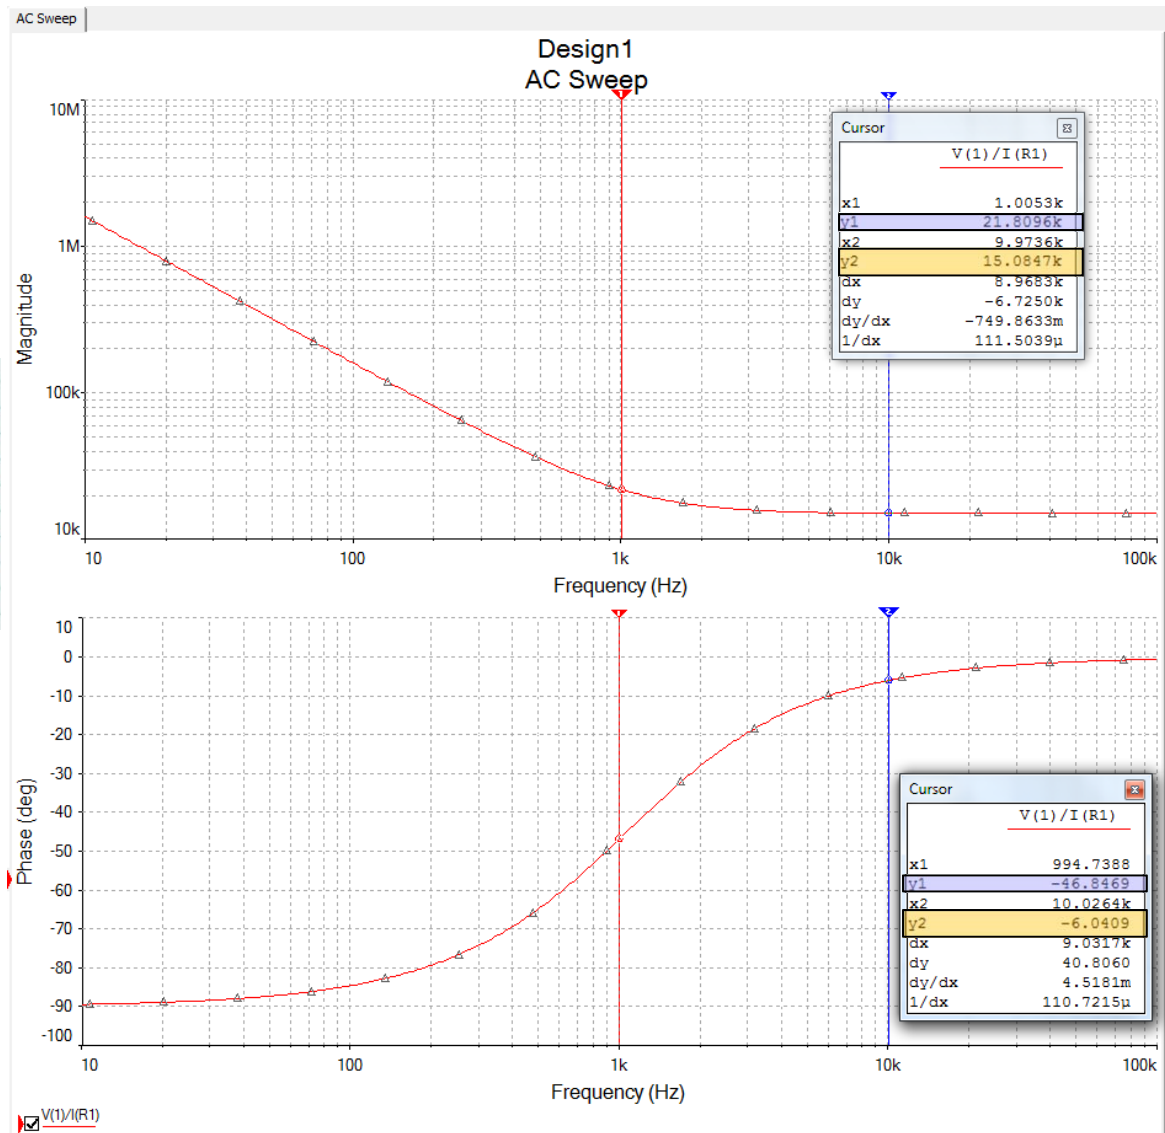 AC Sweep
Design1
AC Sweep
1
2
10M
1M
100k
10k
Magnitude
10
100
1k
10k
100k
Frequency (Hz)
Cursor
V(1)/I(R1)
x1 1.0053k
y1 21.8096k
x2 9.9736k
y2 15.0847k
dx 8.9683k
dy -6.7250k
dy/dx -749.8633m
1/dx 111.5039µ
1
2
10
0
-10
-20
-30
-40
-50
-60
-70
-80
-90
-100
Phase (deg)
10
100
1k
10k
100k
Frequency (Hz)
Cursor
V(1)/I(R1)
x1 994.7388
y1 -46.8469
x2 10.0264k
y2 -6.0409
dx 9.0317k
dy 40.8060
dy/dx 4.5181m
1/dx 110.7215µ
V(1)/I(R1)